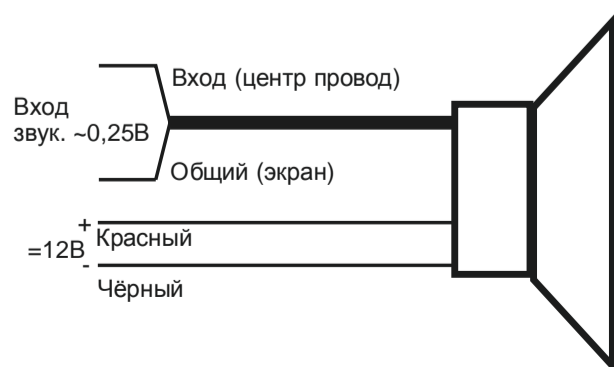 Вход (центр провод)
Вход
звук. ~0,25В
Общий (экран)
+
Красный
=12В
-
Чёрный